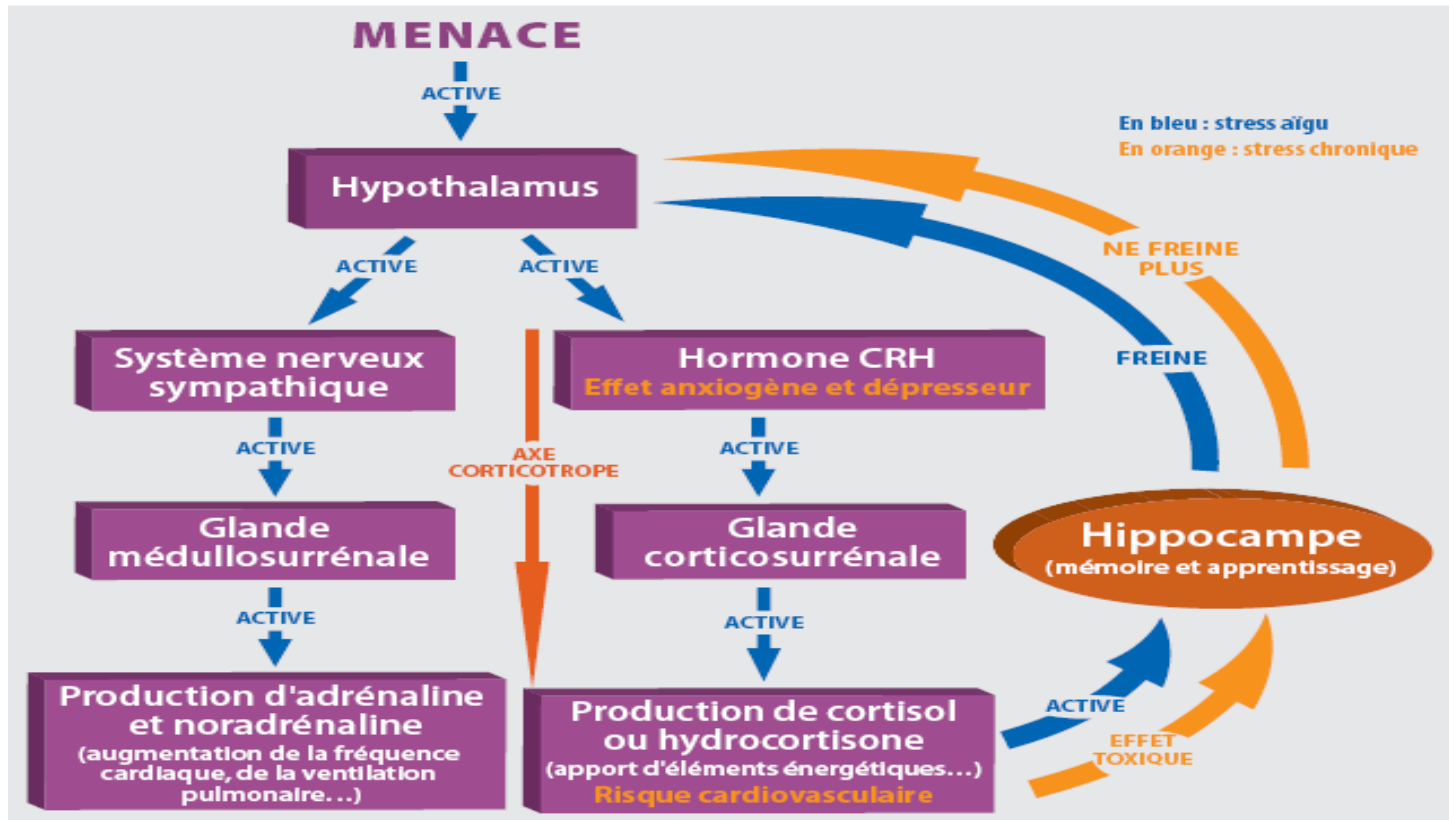 MENACE
ACTIVE
En bleu : stress aïgu
En orange : stress chronique
Hypothalamus
NE FREINE
PLUS
ACTIVE
ACTIVE
Système nerveux
sympathique
Hormone CRH
Effet anxiogène et dépresseur
FREINE
ACTIVE
AXE
CORTICOTROPE
ACTIVE
Glande
médullosurrénale
Glande
corticosurrénale
Hippocampe
(mémoire et apprentissage)
ACTIVE
ACTIVE
Production d'adrénaline
et noradrénaline
(augmentation de la fréquence
cardiaque, de la ventilation
pulmonaire...)
Production de cortisol
ou hydrocortisone
(apport d'éléments énergétiques...)
Risque cardiovasculaire
ACTIVE
EFFET
TOXIQUE